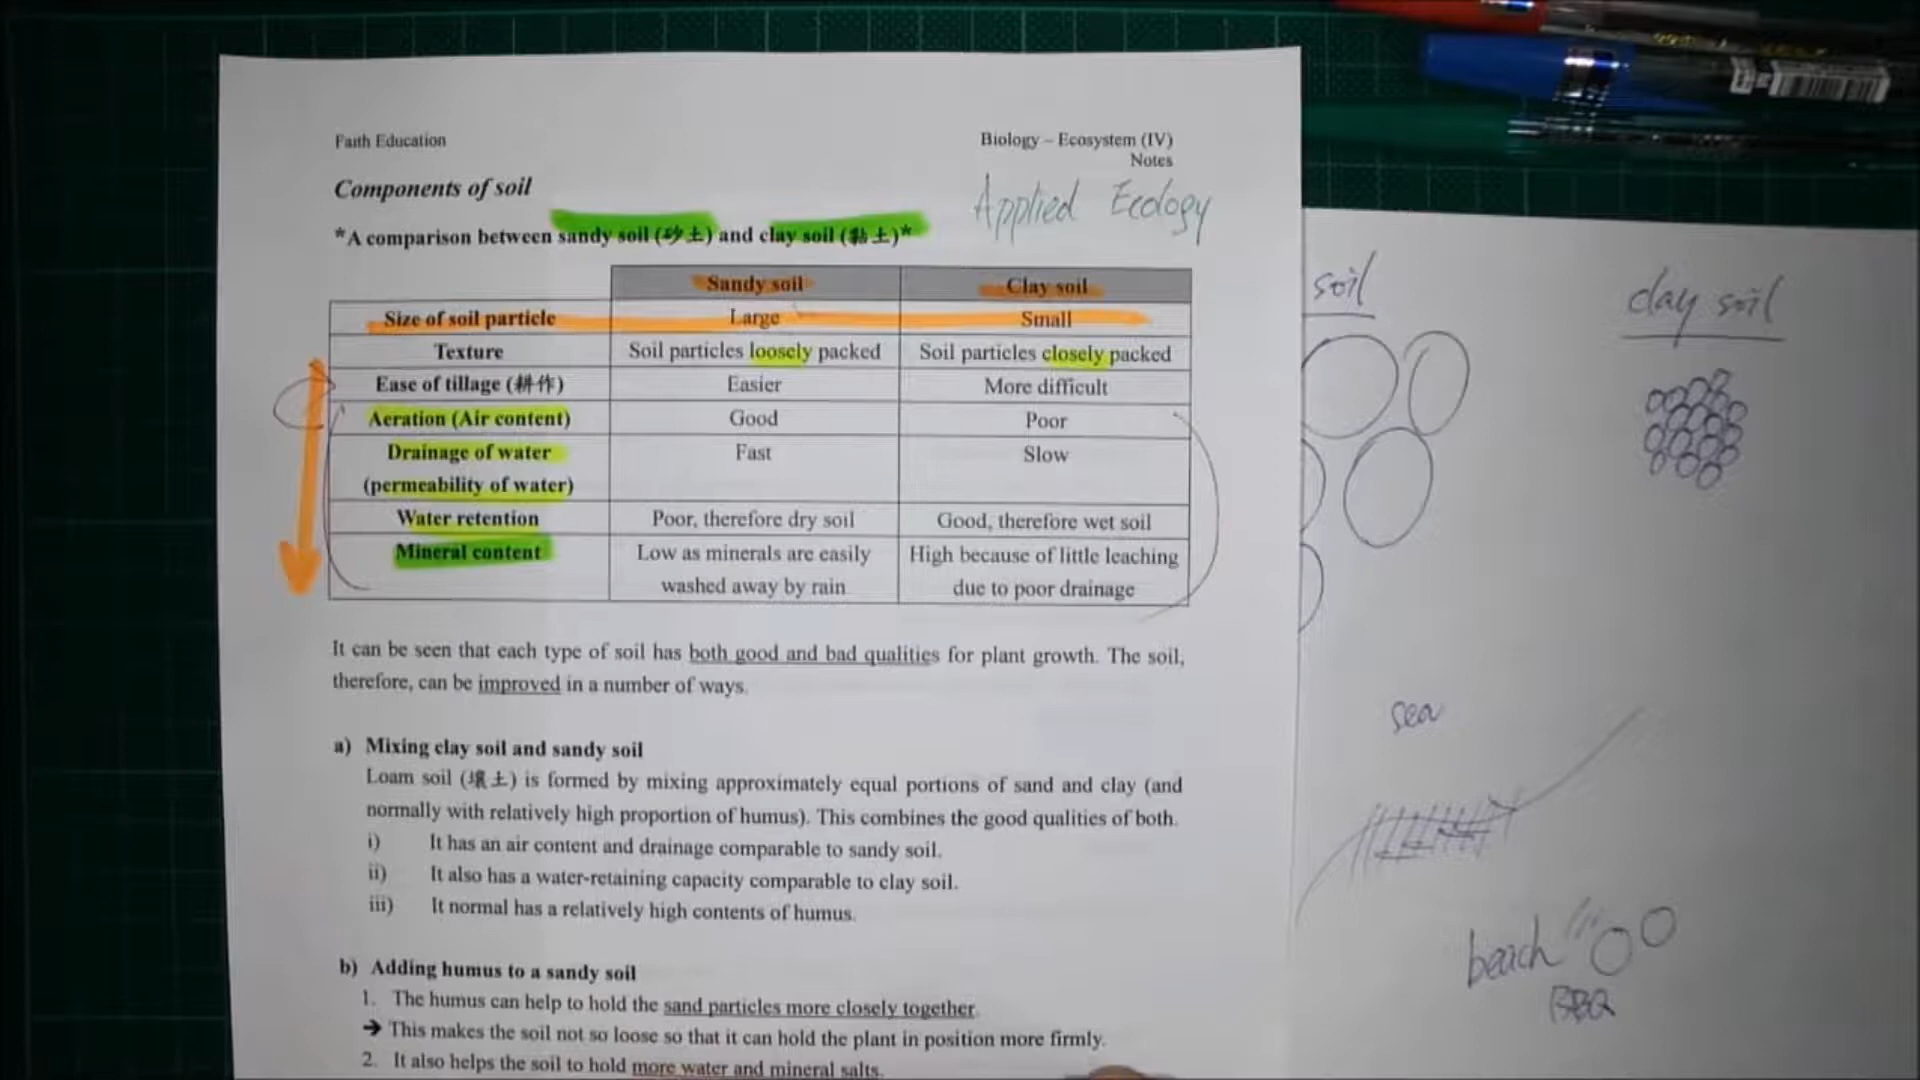 Faith Education
Biology – Ecosystem (IV)
Notes
Applied Ecology
Components of soil
*A comparison between sandy soil (砂土) and clay soil (黏土)*
Sandy soil Clay soil
Size of soil particle Large Small
Texture Soil particles loosely packed Soil particles closely packed
Ease of tillage (耕作) Easier More difficult
Aeration (Air content) Good Poor
Drainage of water Fast Slow
(permeability of water)
Water retention Poor, therefore dry soil Good, therefore wet soil
Mineral content Low as minerals are easily High because of little leaching
washed away by rain due to poor drainage
It can be seen that each type of soil has both good and bad qualities for plant growth. The soil,
therefore, can be improved in a number of ways.
a) Mixing clay soil and sandy soil
Loam soil (壤土) is formed by mixing approximately equal portions of sand and clay (and
normally with relatively high proportion of humus). This combines the good qualities of both.
i) It has an air content and drainage comparable to sandy soil.
ii) It also has a water-retaining capacity comparable to clay soil.
iii) It normal has a relatively high contents of humus.
b) Adding humus to a sandy soil
1. The humus can help to hold the sand particles more closely together.
➔ This makes the soil not so loose so that it can hold the plant in position more firmly.
2. It also helps the soil to hold more water and mineral salts.
soil
clay soil
sea
beach
BBQ